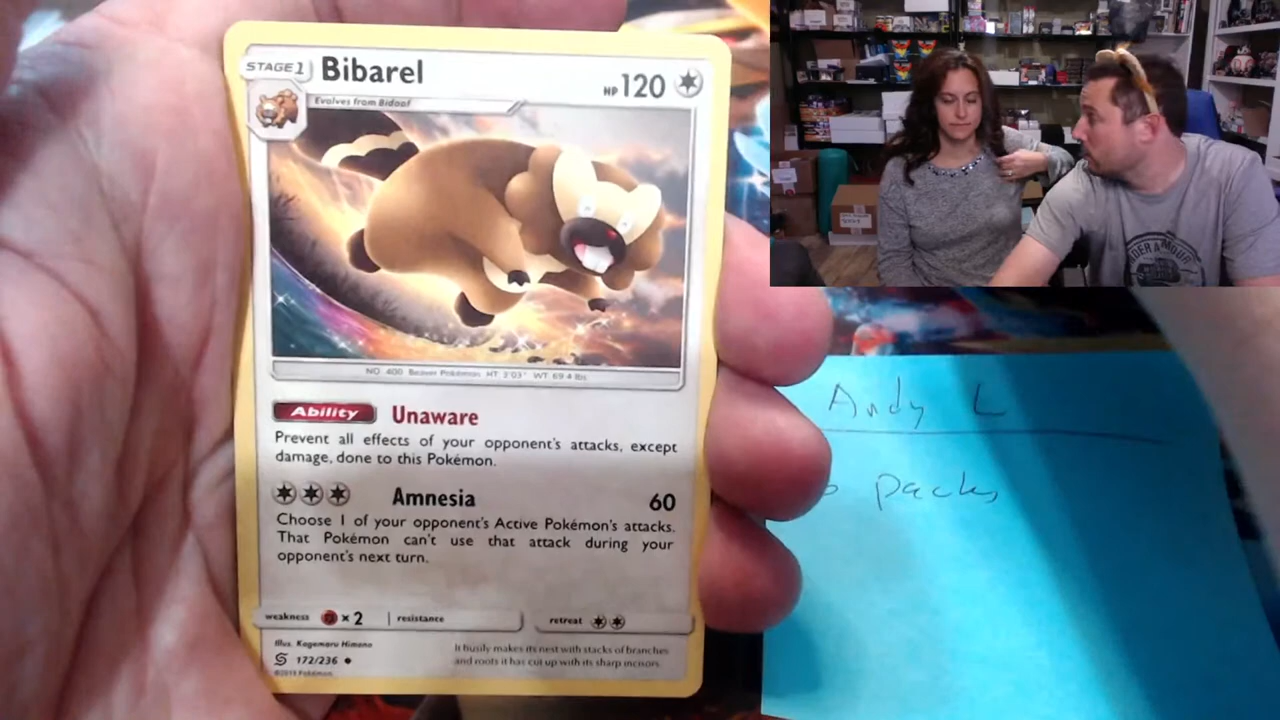 STAGE 1 Bibarel HP 120
Evolves from Bidoof
NO. 400 Beaver Pokémon HT: 3'03" WT: 69.4 lbs
Ability Unaware
Prevent all effects of your opponent's attacks, except
damage, done to this Pokémon.
Amnesia 60
Choose 1 of your opponent's Active Pokémon's attacks.
That Pokémon can't use that attack during your
opponent's next turn.
weakness × 2 resistance retreat
Illus. Kagemaru Himeno
172/236
©2019 Pokémon
It busily makes its nest with stacks of branches
and roots it has cut up with its sharp incisors.
Andy L
packs
UNDER ARMOUR